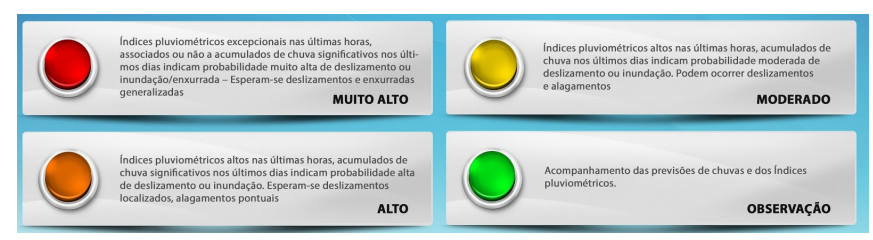 Índices pluviométricos excepcionais nas últimas horas,
associados ou não a acumulados de chuva significativos nos últi-
mos dias indicam probabilidade muito alta de deslizamento ou
inundação/enxurrada – Esperam-se deslizamentos e enxurradas
generalizadas
MUITO ALTO
Índices pluviométricos altos nas últimas horas, acumulados de
chuva nos últimos dias indicam probabilidade moderada de
deslizamento ou inundação. Podem ocorrer deslizamentos
e alagamentos
MODERADO
Índices pluviométricos altos nas últimas horas, acumulados de
chuva significativos nos últimos dias indicam probabilidade alta
de deslizamento ou inundação. Esperam-se deslizamentos
localizados, alagamentos pontuais
ALTO
Acompanhamento das previsões de chuvas e dos Índices
pluviométricos.
OBSERVAÇÃO